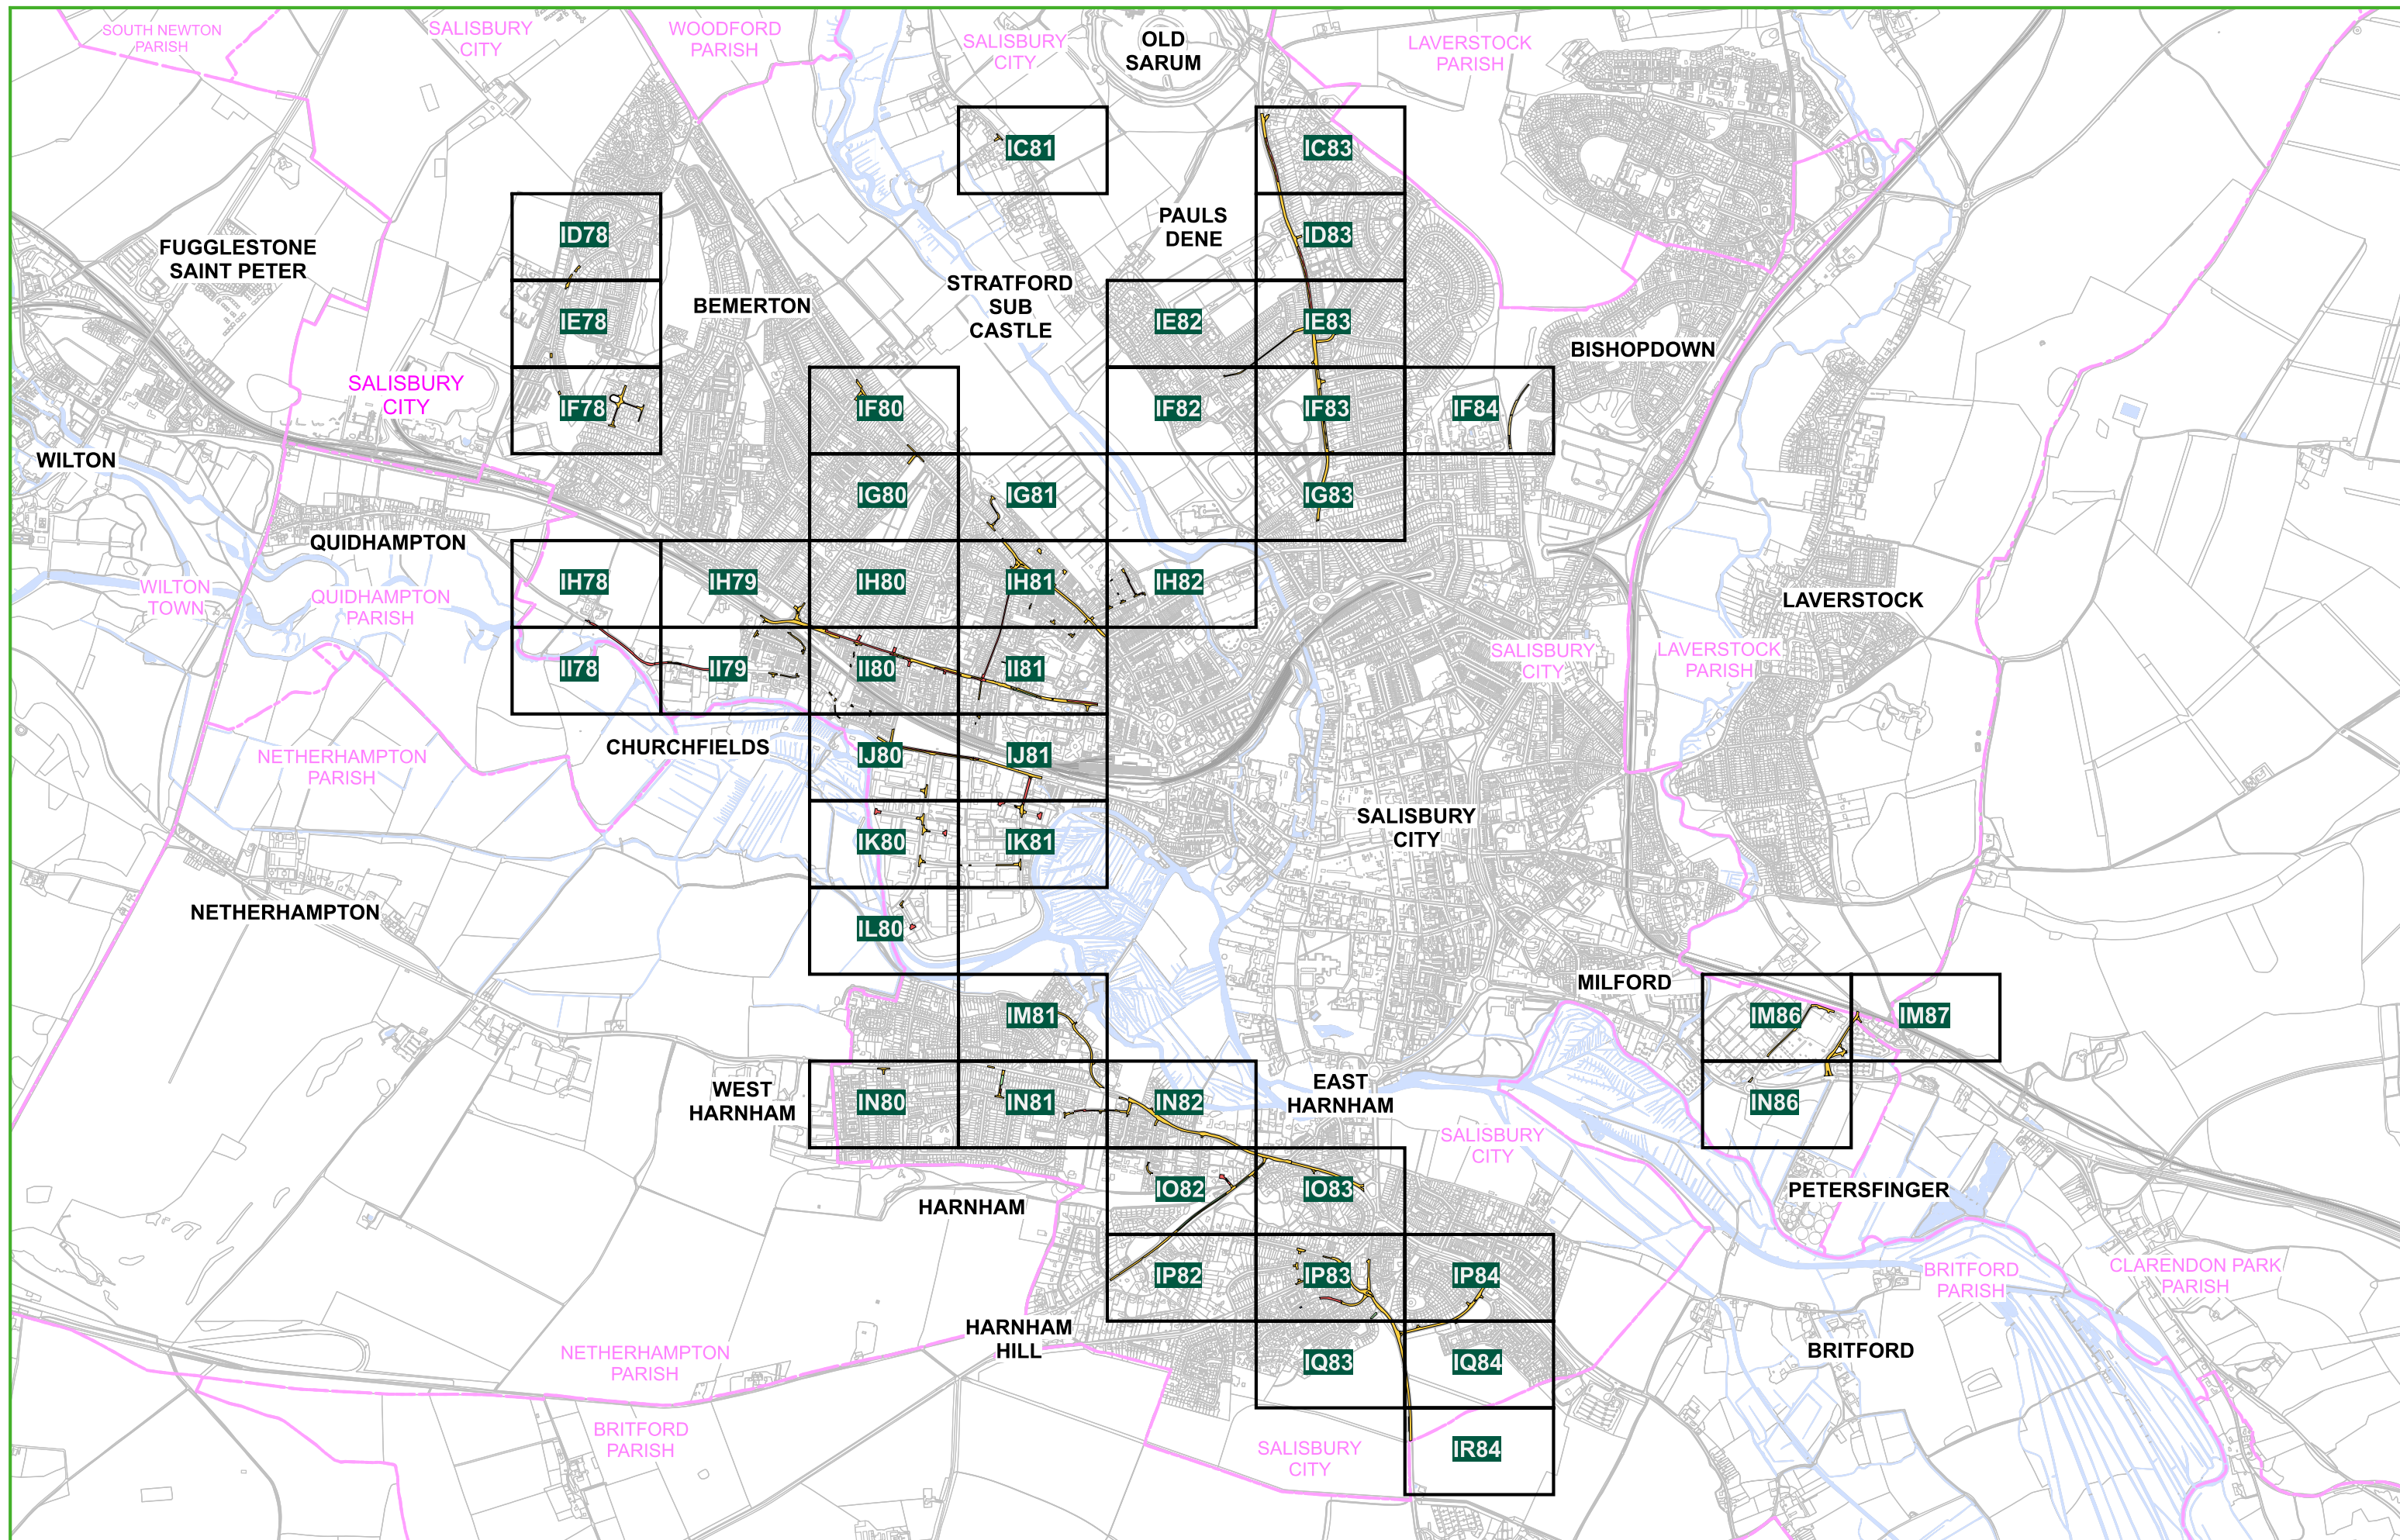 SOUTH NEWTON
PARISH
SALISBURY
CITY
WOODFORD
PARISH
SALISBURY
CITY
OLD
SARUM
LAVERSTOCK
PARISH
IC81
IC83
FUGGLESTONE
SAINT PETER
ID78
PAULS
DENE
ID83
BEMERTON
STRATFORD
SUB
CASTLE
IE78
IE82
IE83
BISHOPDOWN
SALISBURY
CITY
IF78
IF80
IF82
IF83
IF84
WILTON
IG80
IG81
IG83
QUIDHAMPTON
WILTON
TOWN
QUIDHAMPTON
PARISH
IH78
IH79
IH80
IH81
IH82
LAVERSTOCK
II78
II79
II80
II81
SALISBURY
CITY
LAVERSTOCK
PARISH
NETHERHAMPTON
PARISH
CHURCHFIELDS
IJ80
IJ81
SALISBURY
CITY
IK80
IK81
NETHERHAMPTON
IL80
MILFORD
IM81
IM86
IM87
WEST
HARNHAM
IN80
IN81
IN82
EAST
HARNHAM
IN86
SALISBURY
CITY
HARNHAM
IO82
IO83
PETERSFINGER
IP82
IP83
IP84
BRITFORD
PARISH
CLARENDON PARK
PARISH
HARNHAM
HILL
NETHERHAMPTON
PARISH
IQ83
IQ84
BRITFORD
BRITFORD
PARISH
SALISBURY
CITY
IR84